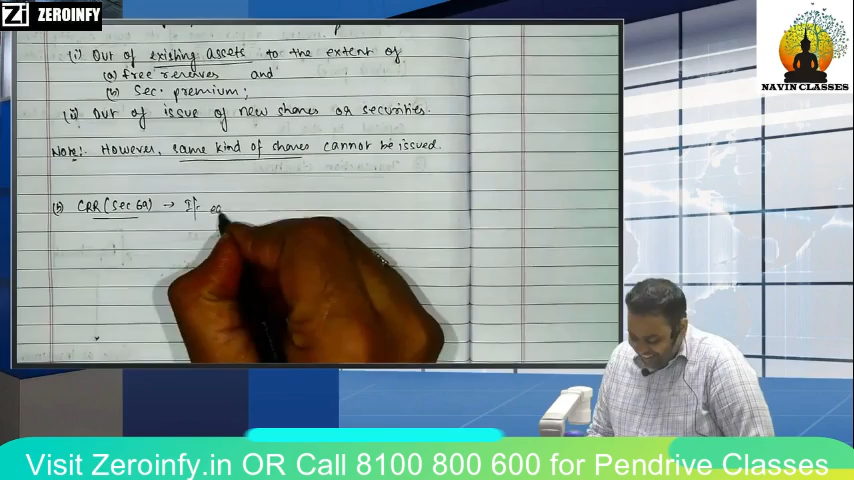 Zi ZEROINFY
NAVIN CLASSES
(i) Out of existing assets to the extent of
(a) free reserves and
(b) Sec. premium;
(ii) Out of issue of new shares or securities.
Note:- However, same kind of shares cannot be issued.
(5) CRR (Sec 69) → If eq
Visit Zeroinfy.in OR Call 8100 800 600 for Pendrive Classes